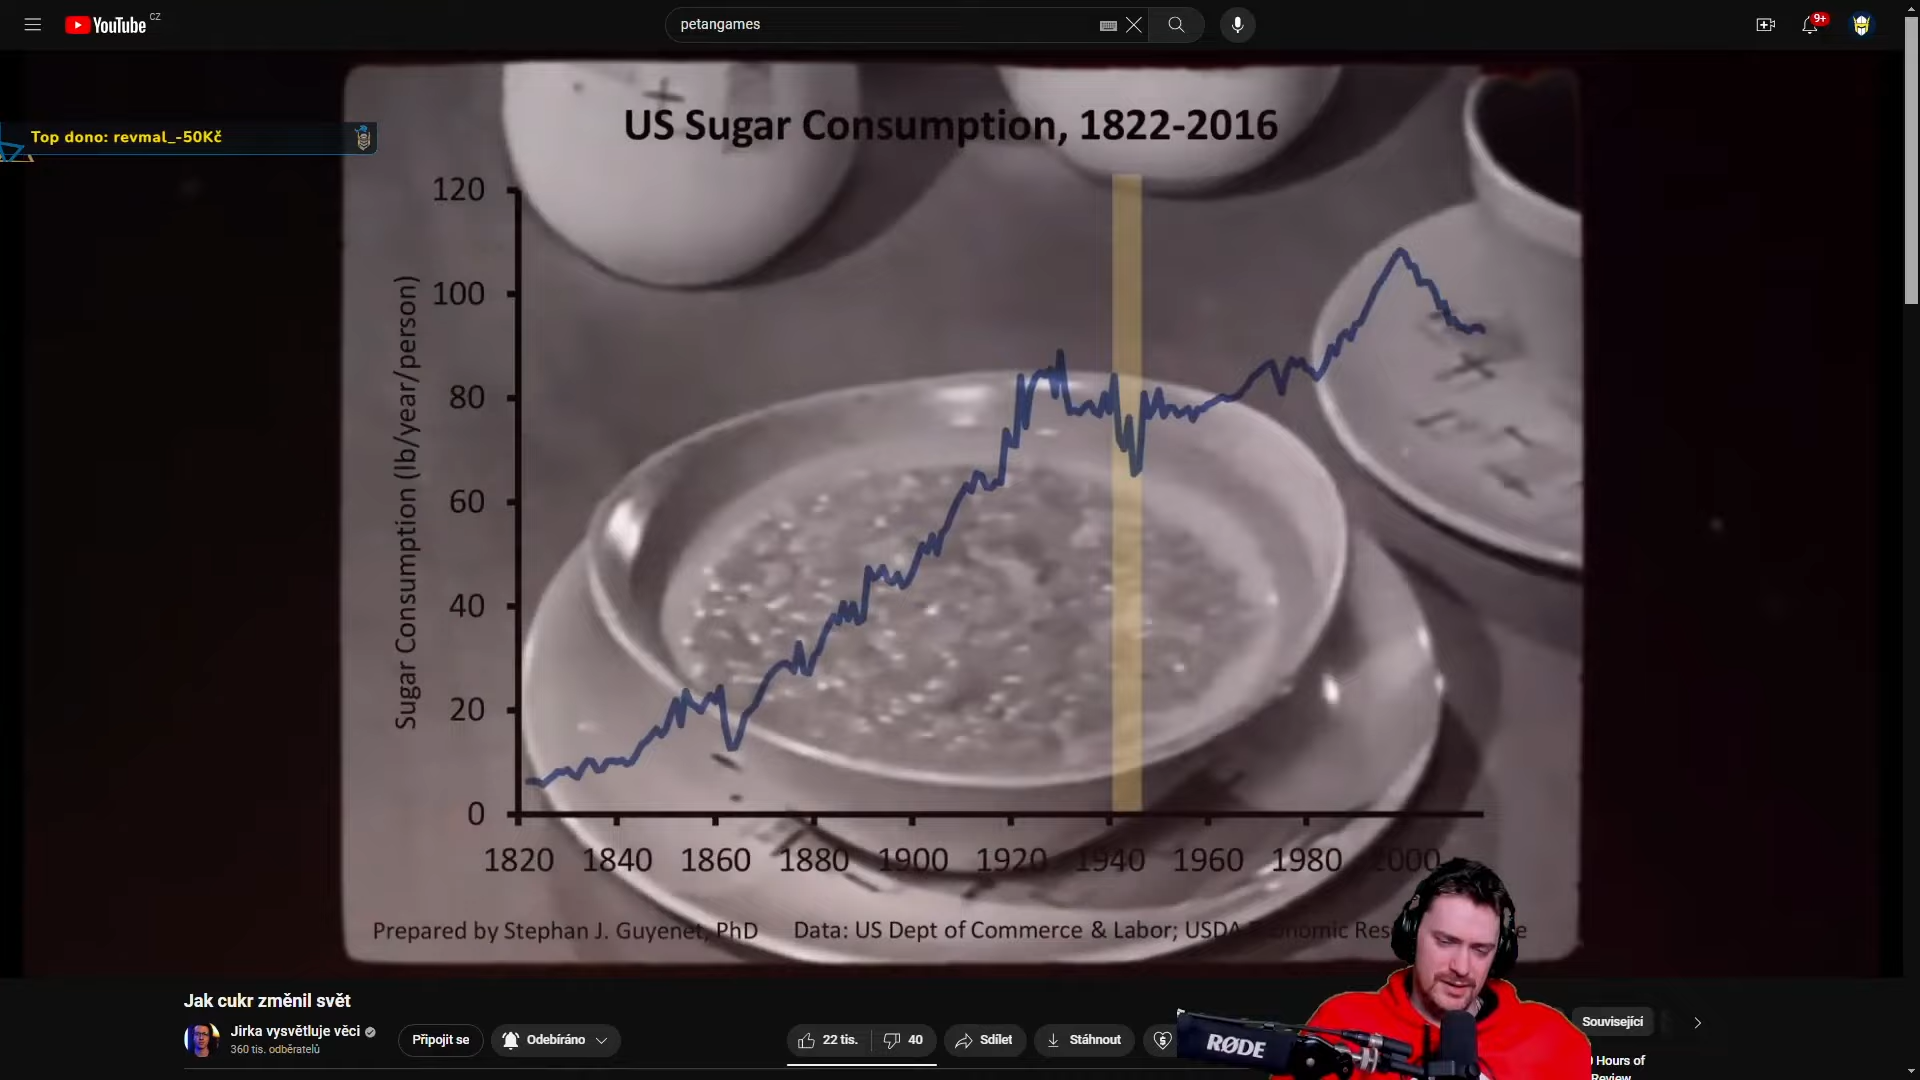 YouTube CZ
petangames
9+
Top dono: revmal_-50Kč
US Sugar Consumption, 1822-2016
Sugar Consumption (lb/year/person)
120
100
80
60
40
20
0
1820 1840 1860 1880 1900 1920 1940 1960 1980 2000
Prepared by Stephan J. Guyenet, PhD Data: US Dept of Commerce & Labor; USDA
Jak cukr změnil svět
Jirka vysvětluje věci
360 tis. odběratelů
Připojit se
Odebíráno
22 tis.
40
Sdílet
Stáhnout
RØDE
Související
Hours of
Review